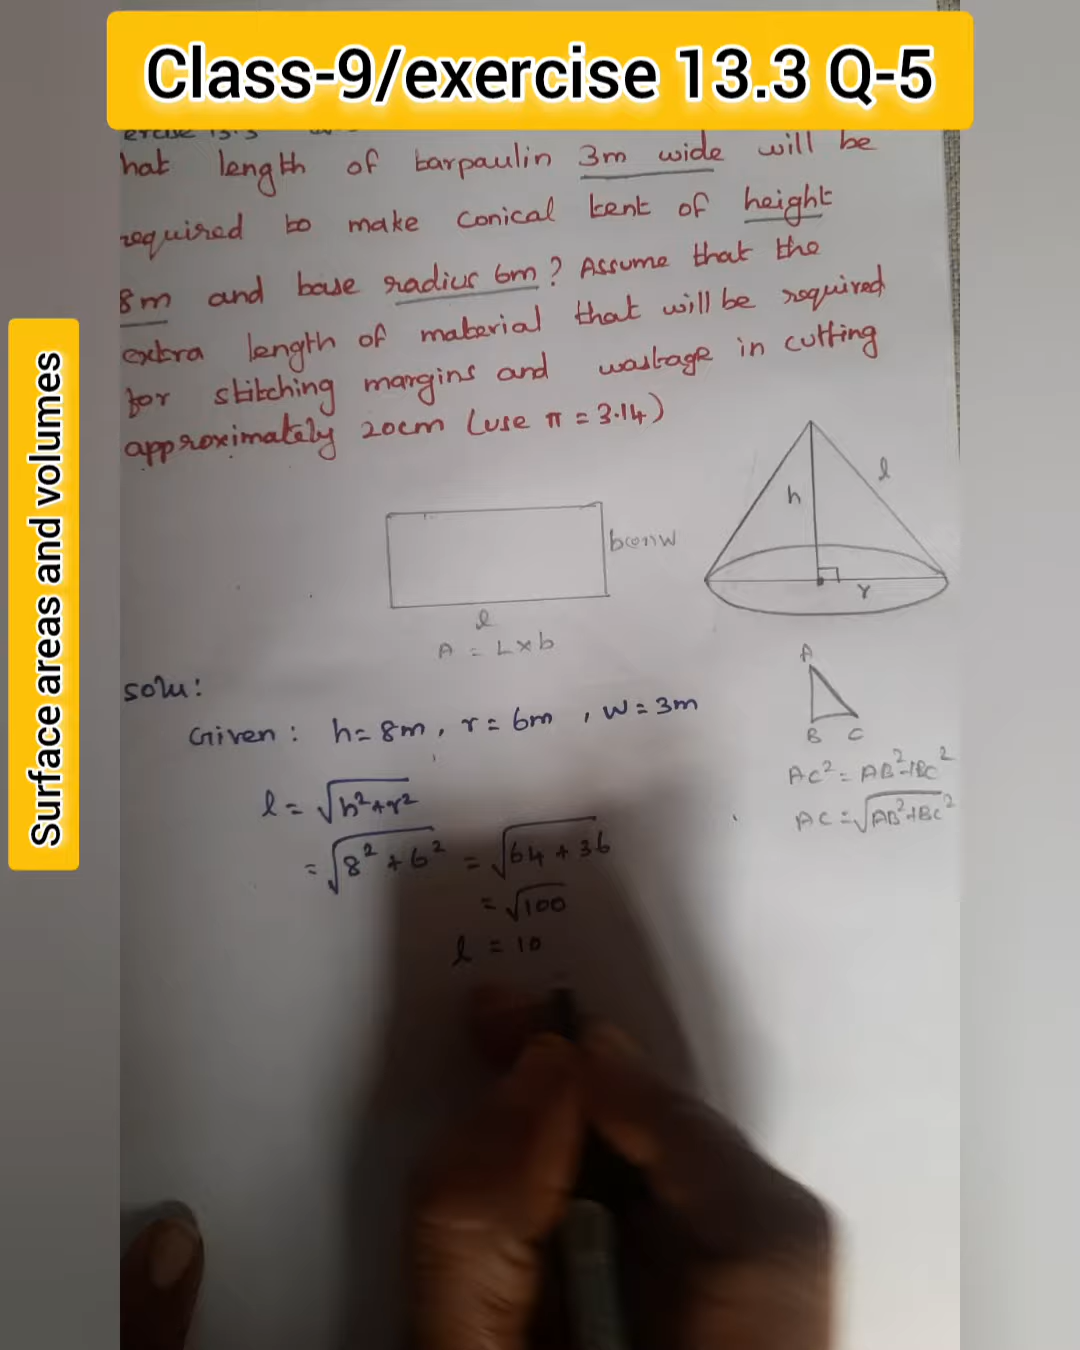 Class-9/exercise 13.3 Q-5
Surface areas and volumes
hat length of tarpaulin 3m wide will be
required to make conical tent of height
8m and base radius 6m? Assume that the
extra length of material that will be required
for stitching margins and wastage in cutting
approximately 20cm (use π = 3.14)
h
l
r
b(or)w
l
A = L×b
A
B C
solu:
Given: h= 8m, r= 6m, w= 3m
AC² = AB²+BC²
l = √h²+r²
AC = √AB²+BC²
= √8² + 6² = √64 + 36
= √100
l = 10